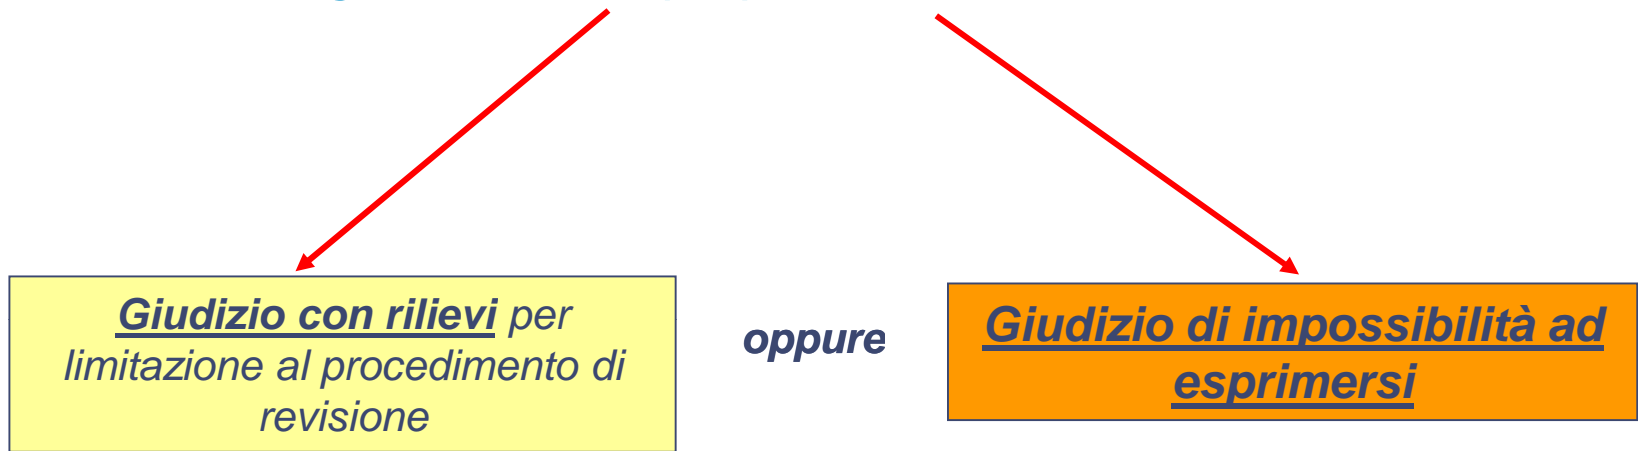 Giudizio con rilievi per
limitazione al procedimento di
revisione
oppure
Giudizio di impossibilità ad
esprimersi